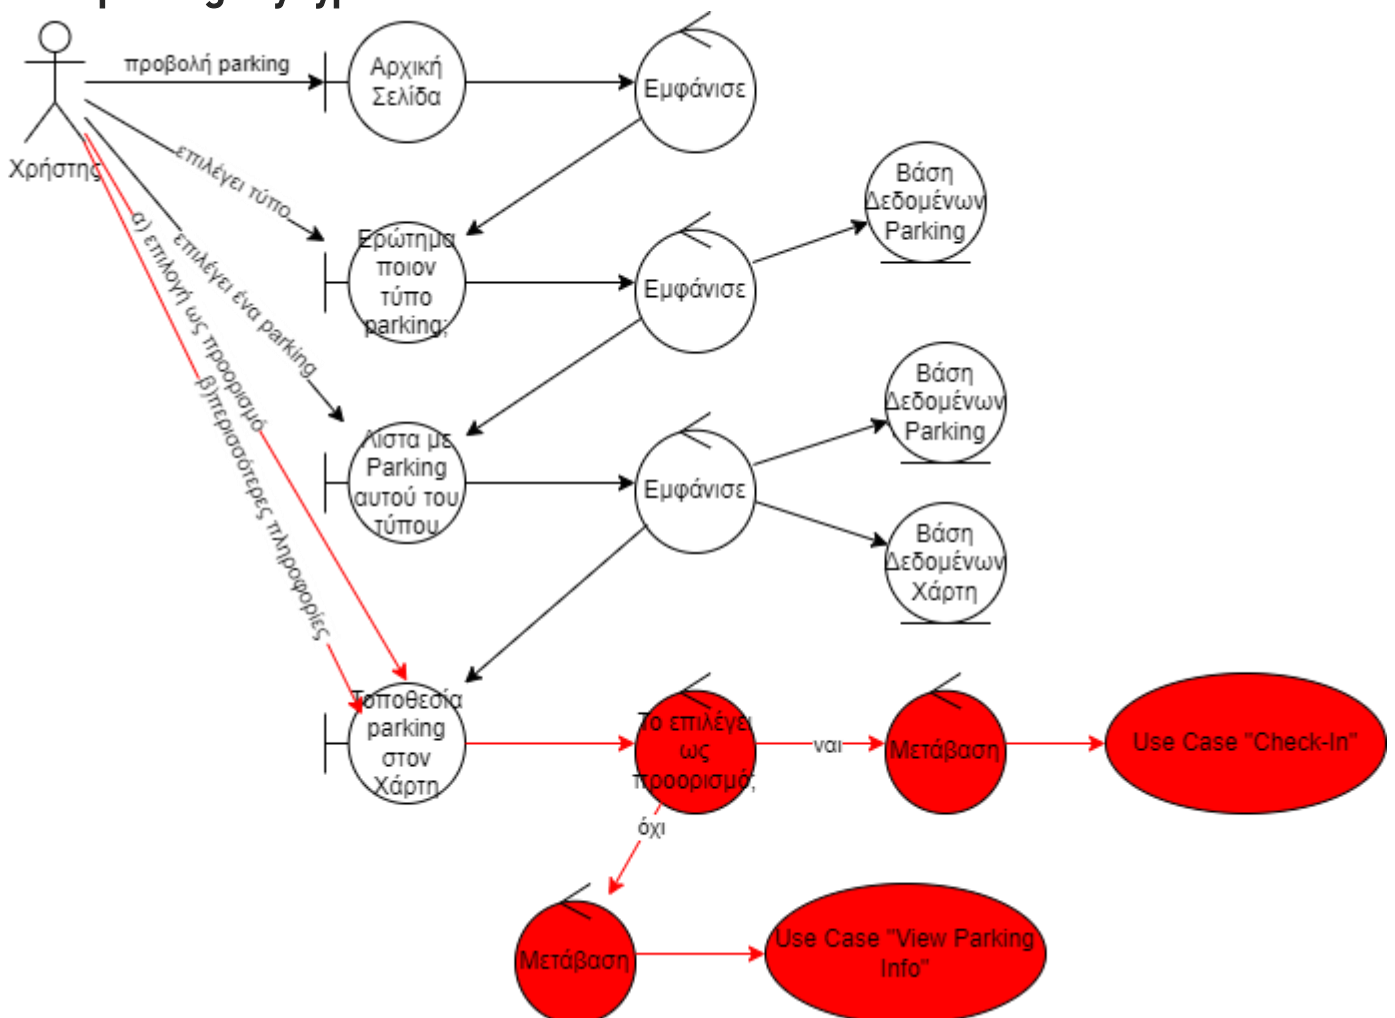 προβολή parking
Αρχική
Σελίδα
Εμφάνισε
Χρήστης
επιλέγει τύπο
Βάση
Δεδομένων
Parking
Ερώτημα
ποιον
τύπο
parking;
Εμφάνισε
α) επιλογή ως προορισμό
επιλέγει ένα parking
β)περισσότερες πληροφορίες
Βάση
Δεδομένων
Parking
Λίστα με
Parking
αυτού του
τύπου
Εμφάνισε
Βάση
Δεδομένων
Χάρτη
Τοποθεσία
parking
στον
Χάρτη
Το επιλέγει
ως
προορισμό;
ναι
Μετάβαση
Use Case "Check-In"
όχι
Μετάβαση
Use Case "View Parking
Info"